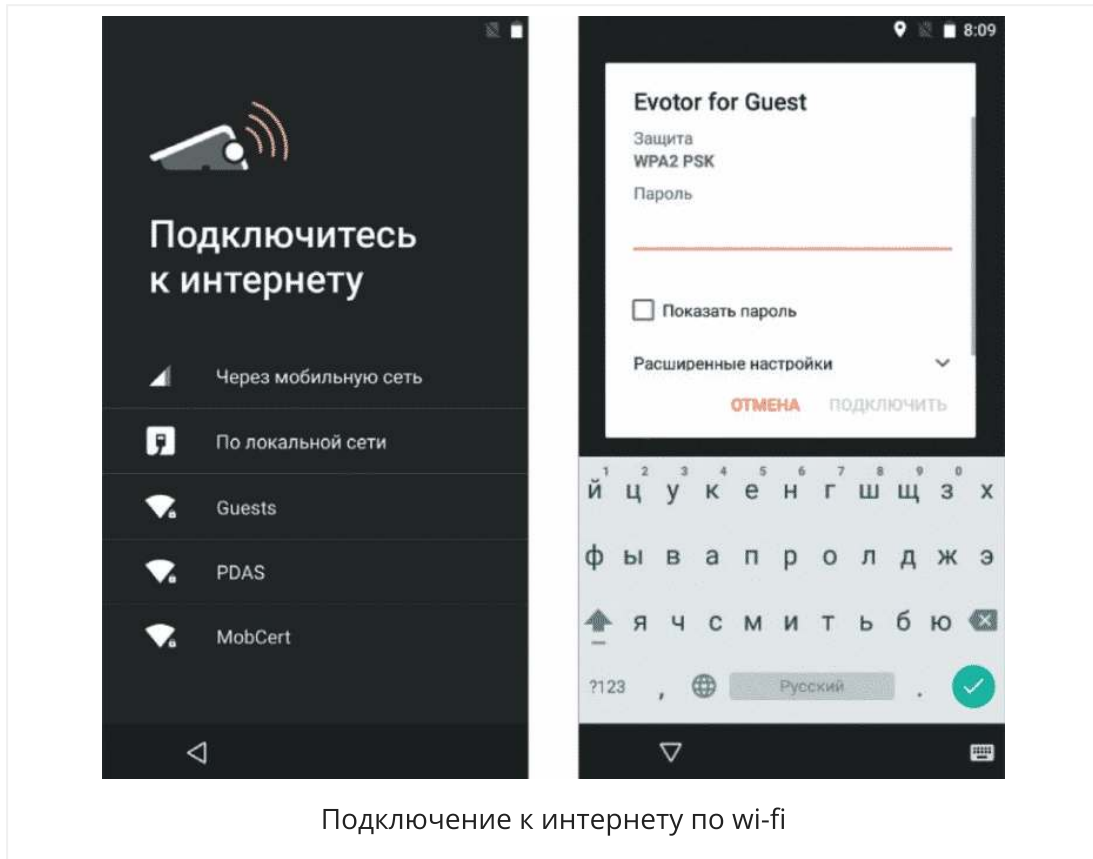 Подключитесь
к интернету
Через мобильную сеть
По локальной сети
Guests
PDAS
MobCert
8:09
Evotor for Guest
Защита
WPA2 PSK
Пароль
Показать пароль
Расширенные настройки
ОТМЕНА ПОДКЛЮЧИТЬ
1 2 3 4 5 6 7 8 9 0
й ц у к е н г ш щ з х
ф ы в а п р о л д ж э
я ч с м и т ь б ю
?123 , Русский .
Подключение к интернету по wi-fi